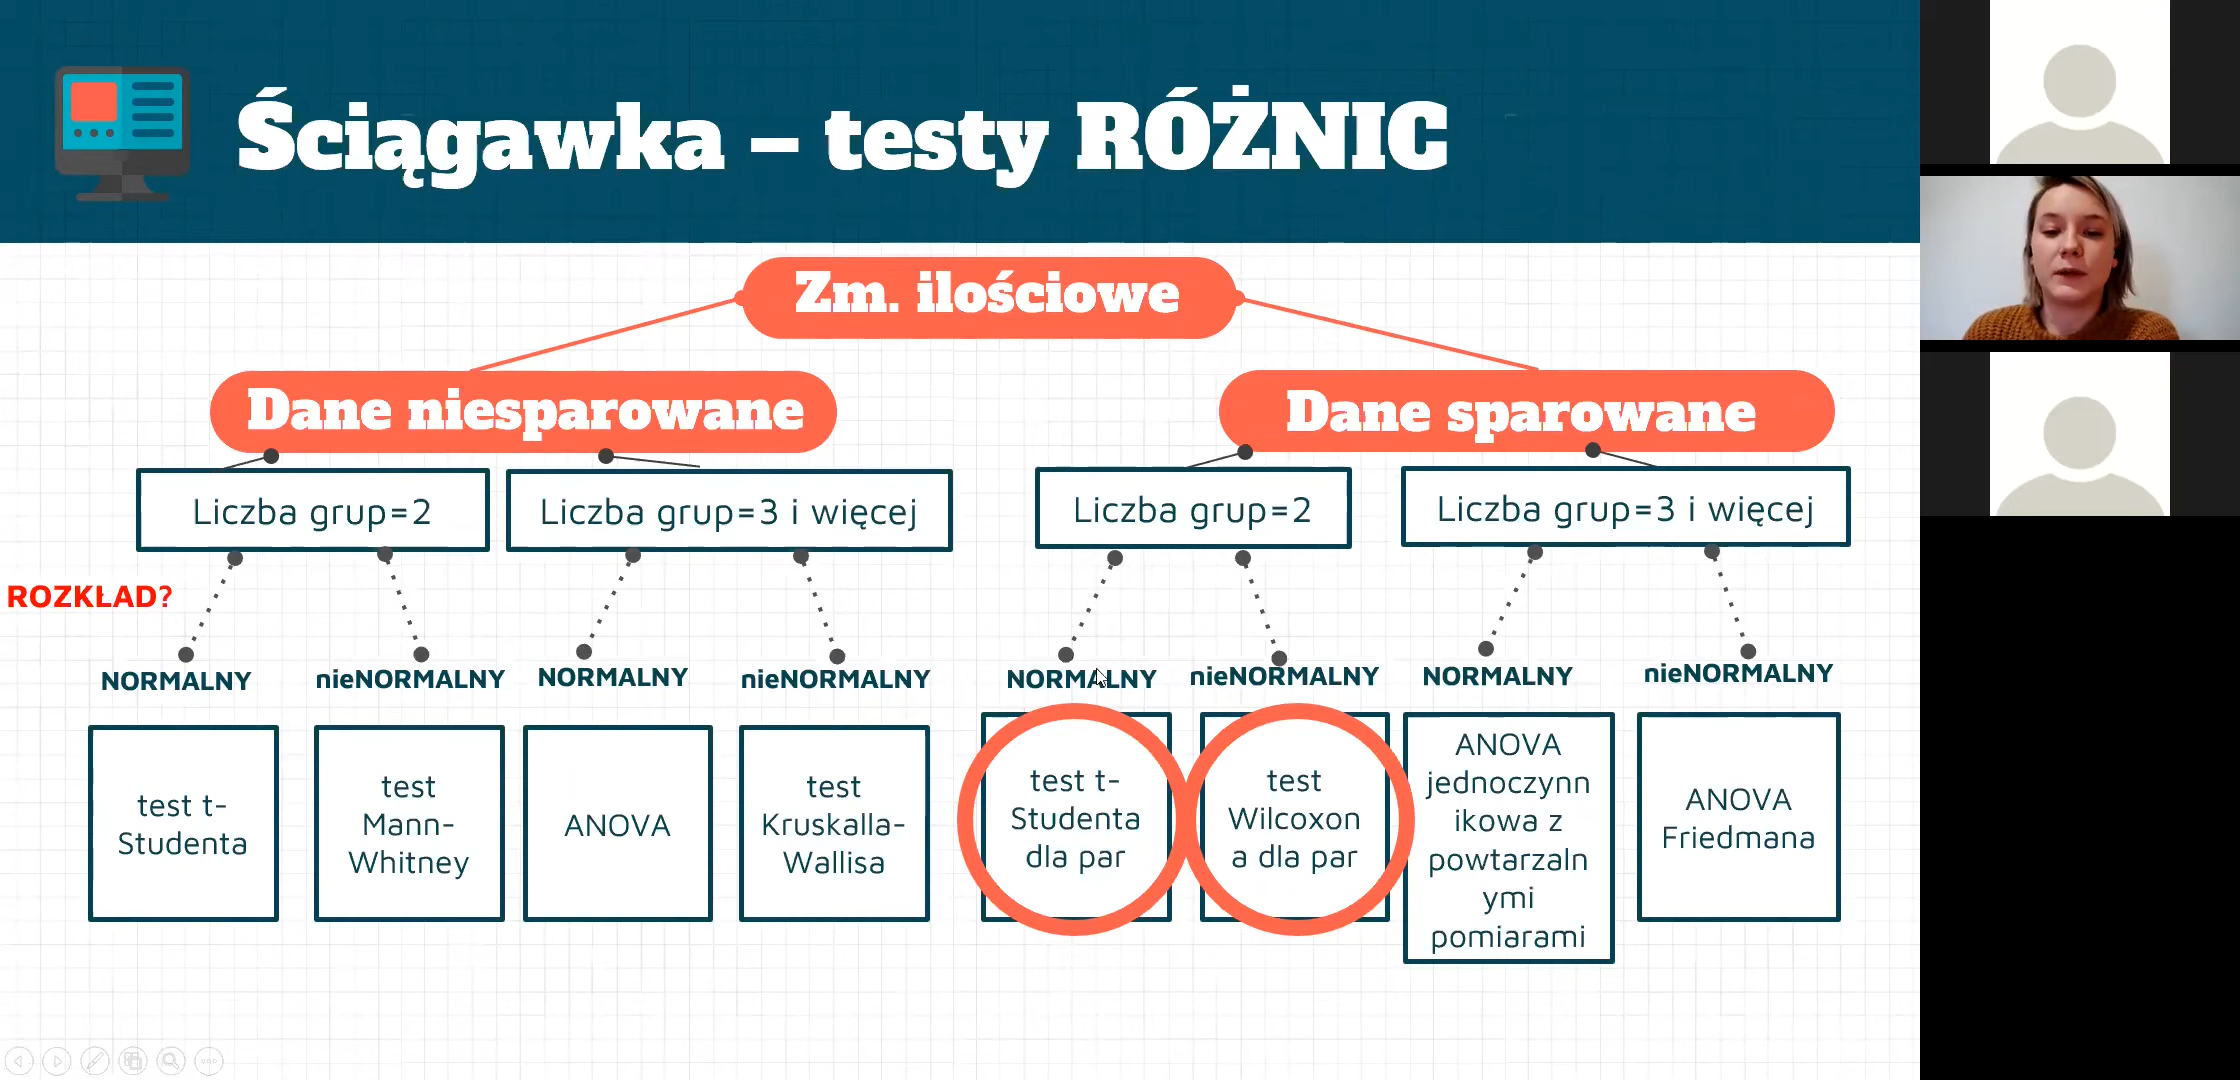 Ściągawka – testy RÓŻNIC
Zm. ilościowe
Dane niesparowane
Dane sparowane
Liczba grup=2
Liczba grup=3 i więcej
Liczba grup=2
Liczba grup=3 i więcej
ROZKŁAD?
NORMALNY
nieNORMALNY
NORMALNY
nieNORMALNY
NORMALNY
nieNORMALNY
NORMALNY
nieNORMALNY
test t-
Studenta
test
Mann-
Whitney
ANOVA
test
Kruskalla-
Wallisa
test t-
Studenta
dla par
test
Wilcoxon
a dla par
ANOVA
jednoczynn
ikowa z
powtarzaln
ymi
pomiarami
ANOVA
Friedmana